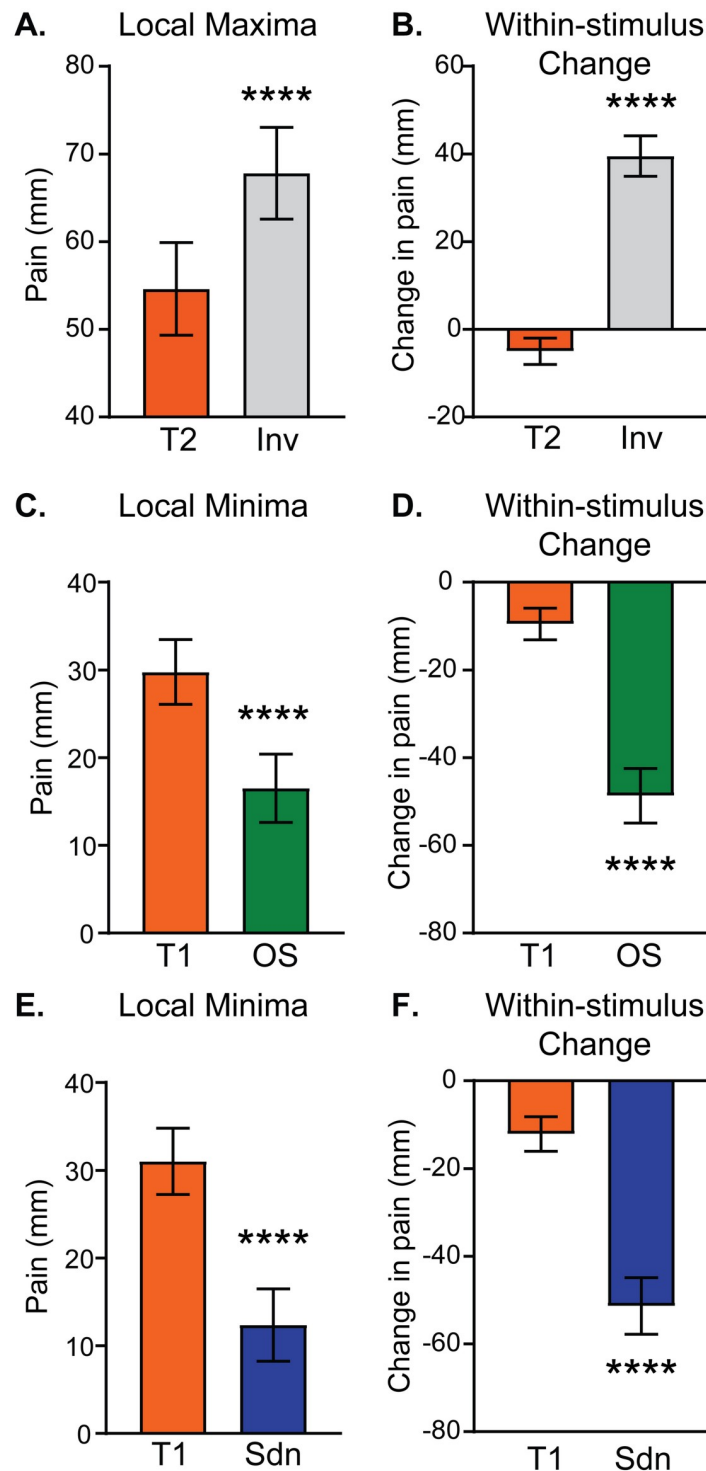 A. Local Maxima
80
70
60
50
40
Pain (mm)
****
T2 Inv
B. Within-stimulus
Change
60
40
20
0
-20
Change in pain (mm)
****
T2 Inv
C. Local Minima
40
30
20
10
0
Pain (mm)
****
T1 OS
D. Within-stimulus
Change
0
-20
-40
-60
-80
Change in pain (mm)
****
T1 OS
E. Local Minima
40
30
20
10
0
Pain (mm)
****
T1 Sdn
F. Within-stimulus
Change
0
-20
-40
-60
-80
Change in pain (mm)
****
T1 Sdn